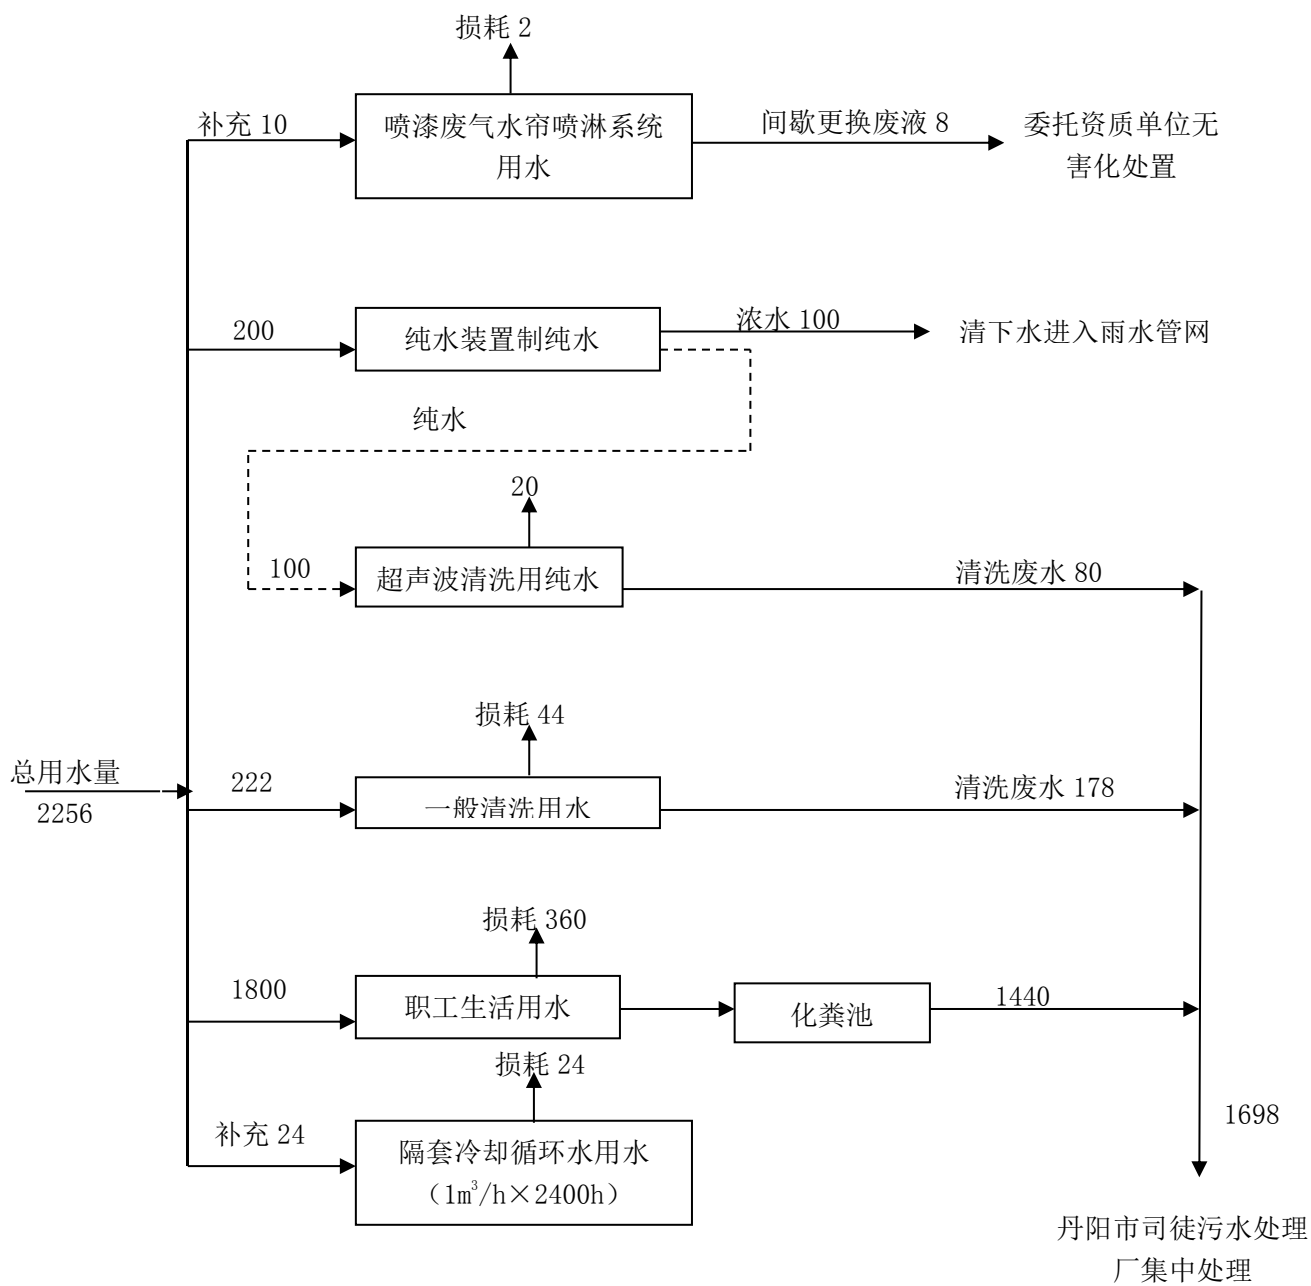 损耗 2
补充 10
喷漆废气水帘喷淋系统
用水
间歇更换废液 8
委托资质单位无
害化处置
200
纯水装置制纯水
浓水 100
清下水进入雨水管网
纯水
20
100
超声波清洗用纯水
清洗废水 80
损耗 44
总用水量
2256
222
一般清洗用水
清洗废水 178
损耗 360
1800
职工生活用水
化粪池
1440
损耗 24
补充 24
隔套冷却循环水用水
（1m³/h×2400h）
1698
丹阳市司徒污水处理
厂集中处理